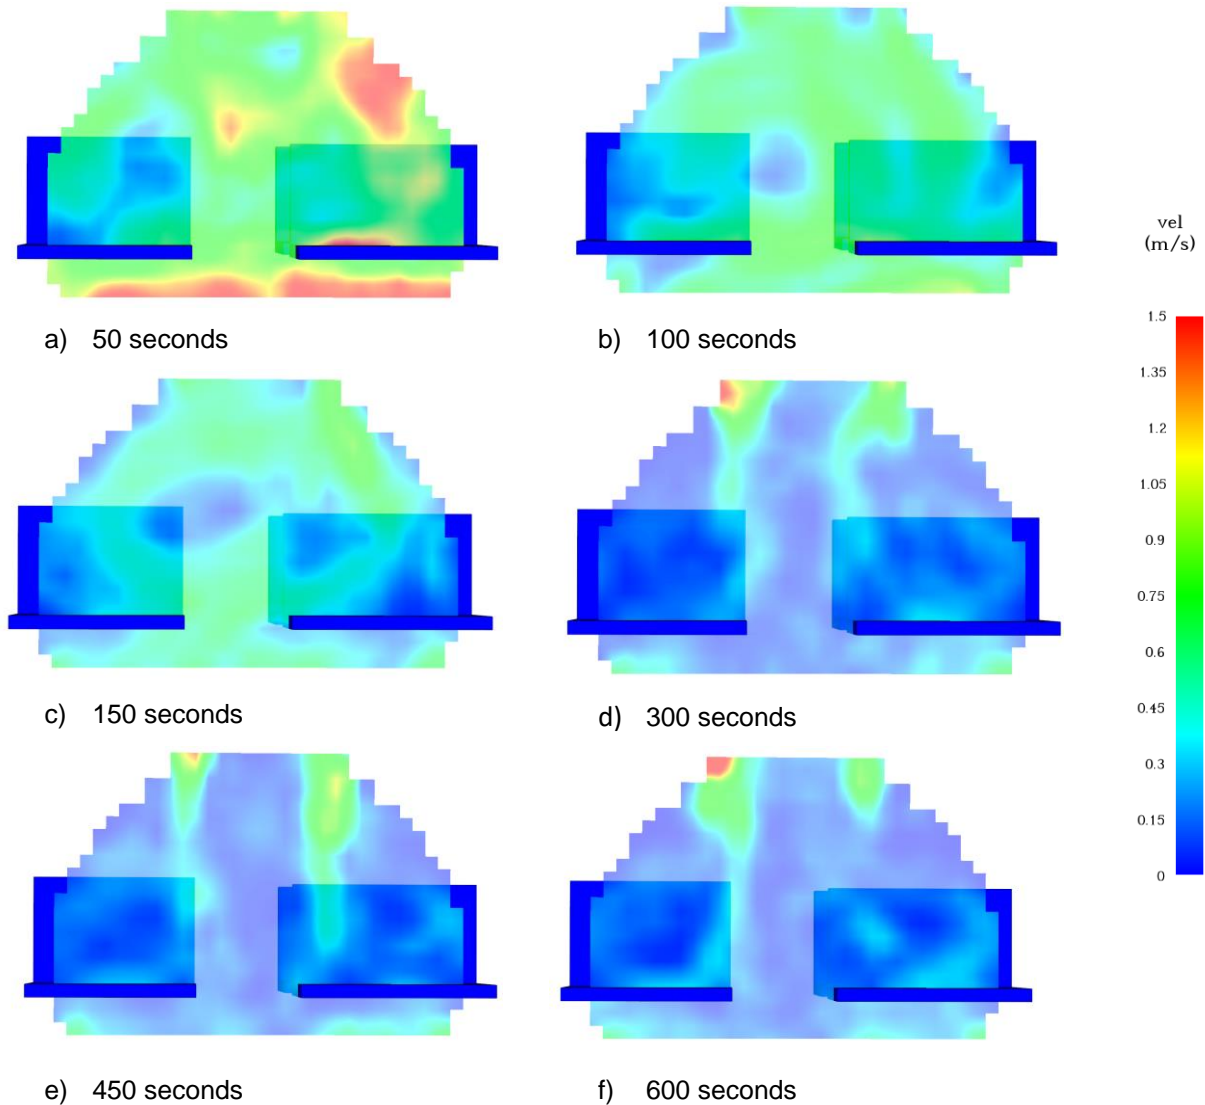 a) 50 seconds
b) 100 seconds
vel
(m/s)
1.5
1.35
1.2
1.05
0.9
0.75
0.6
0.45
0.3
0.15
0
c) 150 seconds
d) 300 seconds
e) 450 seconds
f) 600 seconds